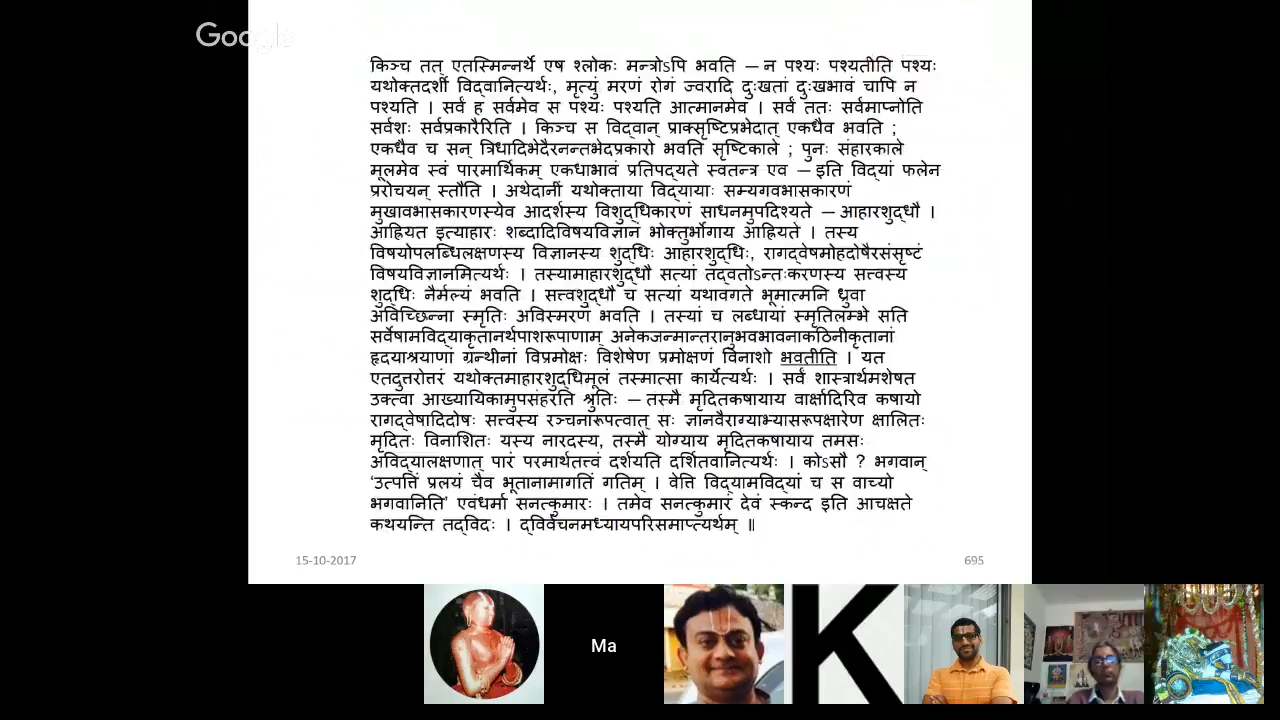 Google
किञ्च तत् एतस्मिन्नर्थे एष श्लोकः मन्त्रोऽपि भवति — न पश्यः पश्यतीति पश्यः
यथोक्तदर्शी विद्वानित्यर्थः, मृत्युं मरणं रोगं ज्वरादि दुःखतां दुःखभावं चापि न
पश्यति । सर्वं ह सर्वमेव स पश्यः पश्यति आत्मानमेव । सर्वं ततः सर्वमाप्नोति
सर्वशः सर्वप्रकारैरिति । किञ्च स विद्वान् प्राक्सृष्टिप्रभेदात् एकधैव भवति ;
एकधैव च सन् त्रिधादिभेदैरनन्तभेदप्रकारो भवति सृष्टिकाले ; पुनः संहारकाले
मूलमेव स्वं पारमार्थिकम् एकधाभावं प्रतिपद्यते स्वतन्त्र एव — इति विद्यां फलेन
प्ररोचयन् स्तौति । अथेदानीं यथोक्ताया विद्यायाः सम्यगवभासकारणं
मुखावभासकारणस्येव आदर्शस्य विशुद्धिकारणं साधनमुपदिश्यते — आहारशुद्धौ ।
आह्रियत इत्याहारः शब्दादिविषयविज्ञानं भोक्तुर्भोगाय आह्रियते । तस्य
विषयोपलब्धिलक्षणस्य विज्ञानस्य शुद्धिः आहारशुद्धिः, रागद्वेषमोहदोषैरसंसृष्टं
विषयविज्ञानमित्यर्थः । तस्यामाहारशुद्धौ सत्यां तद्वतोऽन्तःकरणस्य सत्त्वस्य
शुद्धिः नैर्मल्यं भवति । सत्त्वशुद्धौ च सत्यां यथावगते भूमात्मनि ध्रुवा
अविच्छिन्ना स्मृतिः अविस्मरणं भवति । तस्यां च लब्धायां स्मृतिलम्भे सति
सर्वेषामविद्याकृतानर्थपाशरूपाणाम् अनेकजन्मान्तरानुभवभावनाकठिनीकृतानां
हृदयाश्रयाणां ग्रन्थीनां विप्रमोक्षः विशेषेण प्रमोक्षणं विनाशो भवतीति । यत
एतदुत्तरोत्तरं यथोक्तमाहारशुद्धिमूलं तस्मात्सा कार्येत्यर्थः । सर्वं शास्त्रार्थमशेषत
उक्त्वा आख्यायिकामुपसंहरति श्रुतिः — तस्मै मृदितकषायाय वार्क्षादिरिव कषायो
रागद्वेषादिदोषः सत्त्वस्य रञ्चनारूपत्वात् सः ज्ञानवैराग्याभ्यासरूपक्षारेण क्षालितः
मृदितः विनाशितः यस्य नारदस्य, तस्मै योग्याय मृदितकषायाय तमसः
अविद्यालक्षणात् पारं परमार्थतत्त्वं दर्शयति दर्शितवानित्यर्थः । कोऽसौ ? भगवान्
‘उत्पत्तिं प्रलयं चैव भूतानामागतिं गतिम् । वेत्ति विद्यामविद्यां च स वाच्यो
भगवानिति’ एवंधर्मा सनत्कुमारः । तमेव सनत्कुमारं देवं स्कन्द इति आचक्षते
कथयन्ति तद्विदः । द्विर्वचनमध्यायपरिसमाप्त्यर्थम् ॥
15-10-2017
695
Ma
K